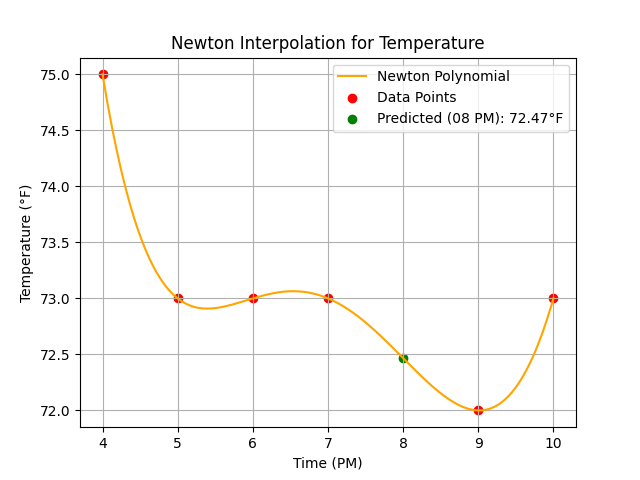 Newton Interpolation for Temperature
Newton Polynomial
Data Points
Predicted (08 PM): 72.47°F
Temperature (°F)
75.0
74.5
74.0
73.5
73.0
72.5
72.0
4 5 6 7 8 9 10
Time (PM)